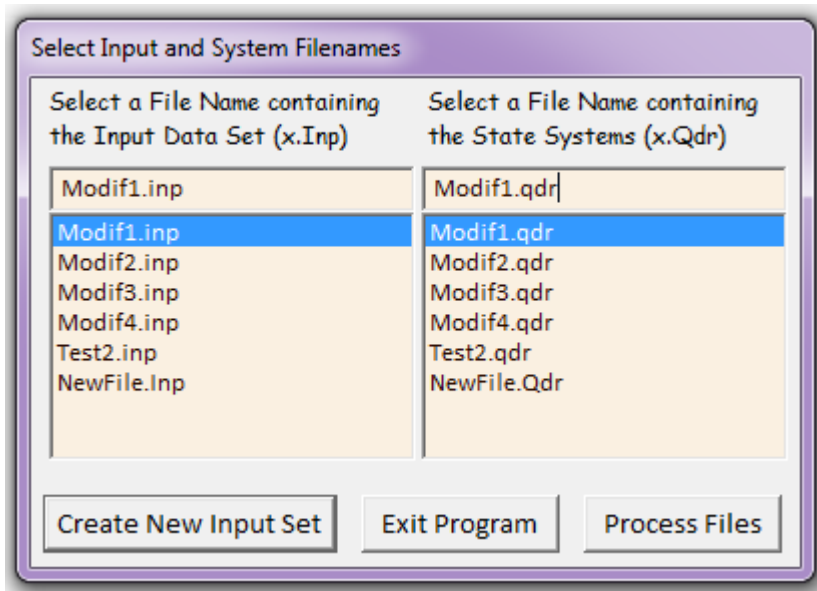 Select Input and System Filenames
Select a File Name containing
the Input Data Set (x.Inp)
Modif1.inp
Modif1.inp
Modif2.inp
Modif3.inp
Modif4.inp
Test2.inp
NewFile.Inp
Select a File Name containing
the State Systems (x.Qdr)
Modif1.qdr
Modif1.qdr
Modif2.qdr
Modif3.qdr
Modif4.qdr
Test2.qdr
NewFile.Qdr
Create New Input Set
Exit Program
Process Files